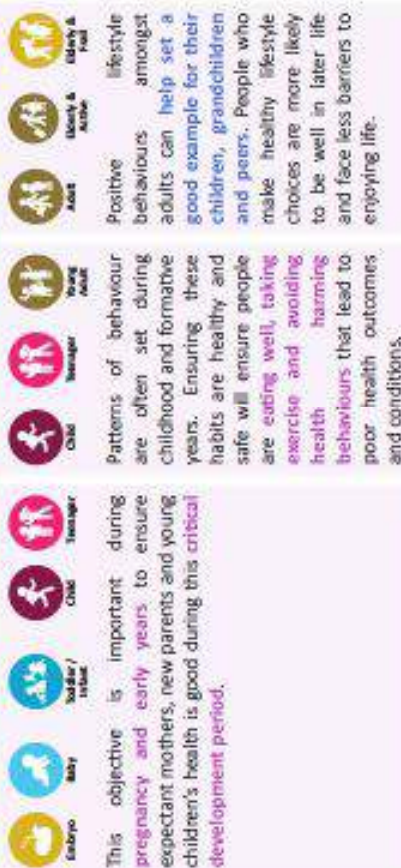 Embryo
Baby
Toddler /
Infant
Child
Teenager
This objective is important during
pregnancy and early years to ensure
expectant mothers, new parents and young
children's health is good during this critical
development period.
Child
Teenager
Young
Adult
Patterns of behaviour
are often set during
childhood and formative
years. Ensuring these
habits are healthy and
safe will ensure people
are eating well, taking
exercise and avoiding
health harming
behaviours that lead to
poor health outcomes
and conditions.
Adult
Elderly &
Active
Elderly &
Frail
Positive lifestyle
behaviours amongst
adults can help set a
good example for their
children, grandchildren
and peers. People who
make healthy lifestyle
choices are more likely
to be well in later life
and face less barriers to
enjoying life.